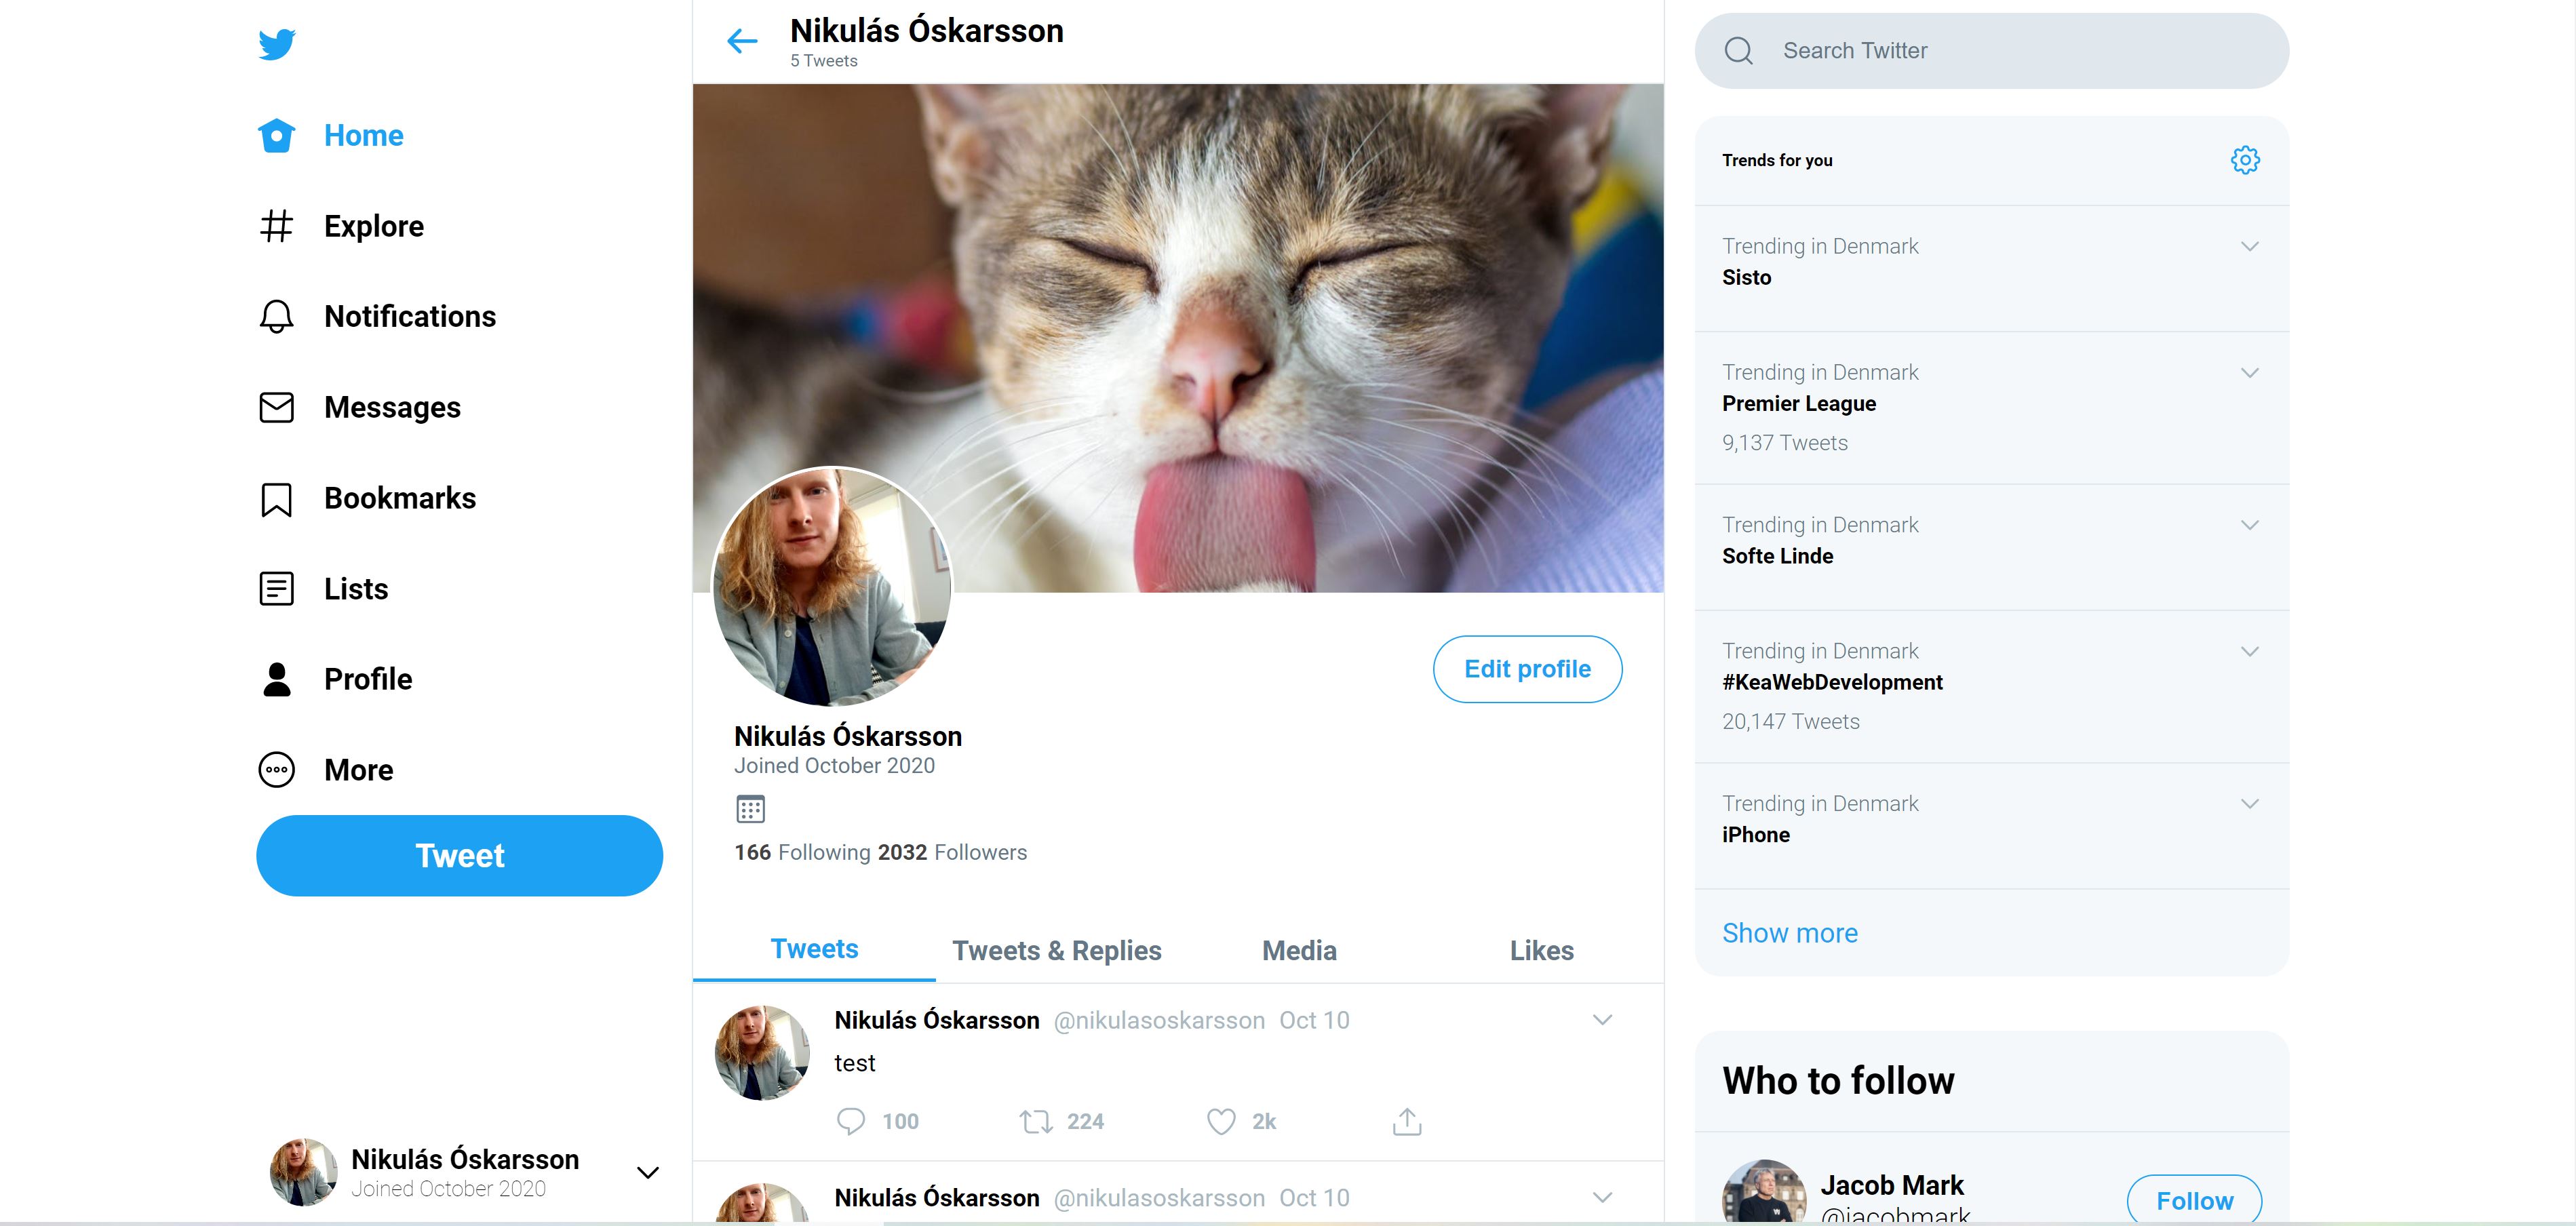 Home
Explore
Notifications
Messages
Bookmarks
Lists
Profile
More
Tweet
Nikulás Óskarsson
Joined October 2020
Nikulás Óskarsson
5 Tweets
Edit profile
Nikulás Óskarsson
Joined October 2020
166 Following 2032 Followers
Tweets Tweets & Replies Media Likes
Nikulás Óskarsson @nikulasoskarsson Oct 10
test
100 224 2k
Nikulás Óskarsson @nikulasoskarsson Oct 10
Search Twitter
Trends for you
Trending in Denmark
Sisto
Trending in Denmark
Premier League
9,137 Tweets
Trending in Denmark
Softe Linde
Trending in Denmark
#KeaWebDevelopment
20,147 Tweets
Trending in Denmark
iPhone
Show more
Who to follow
Jacob Mark
@jacobmark
Follow